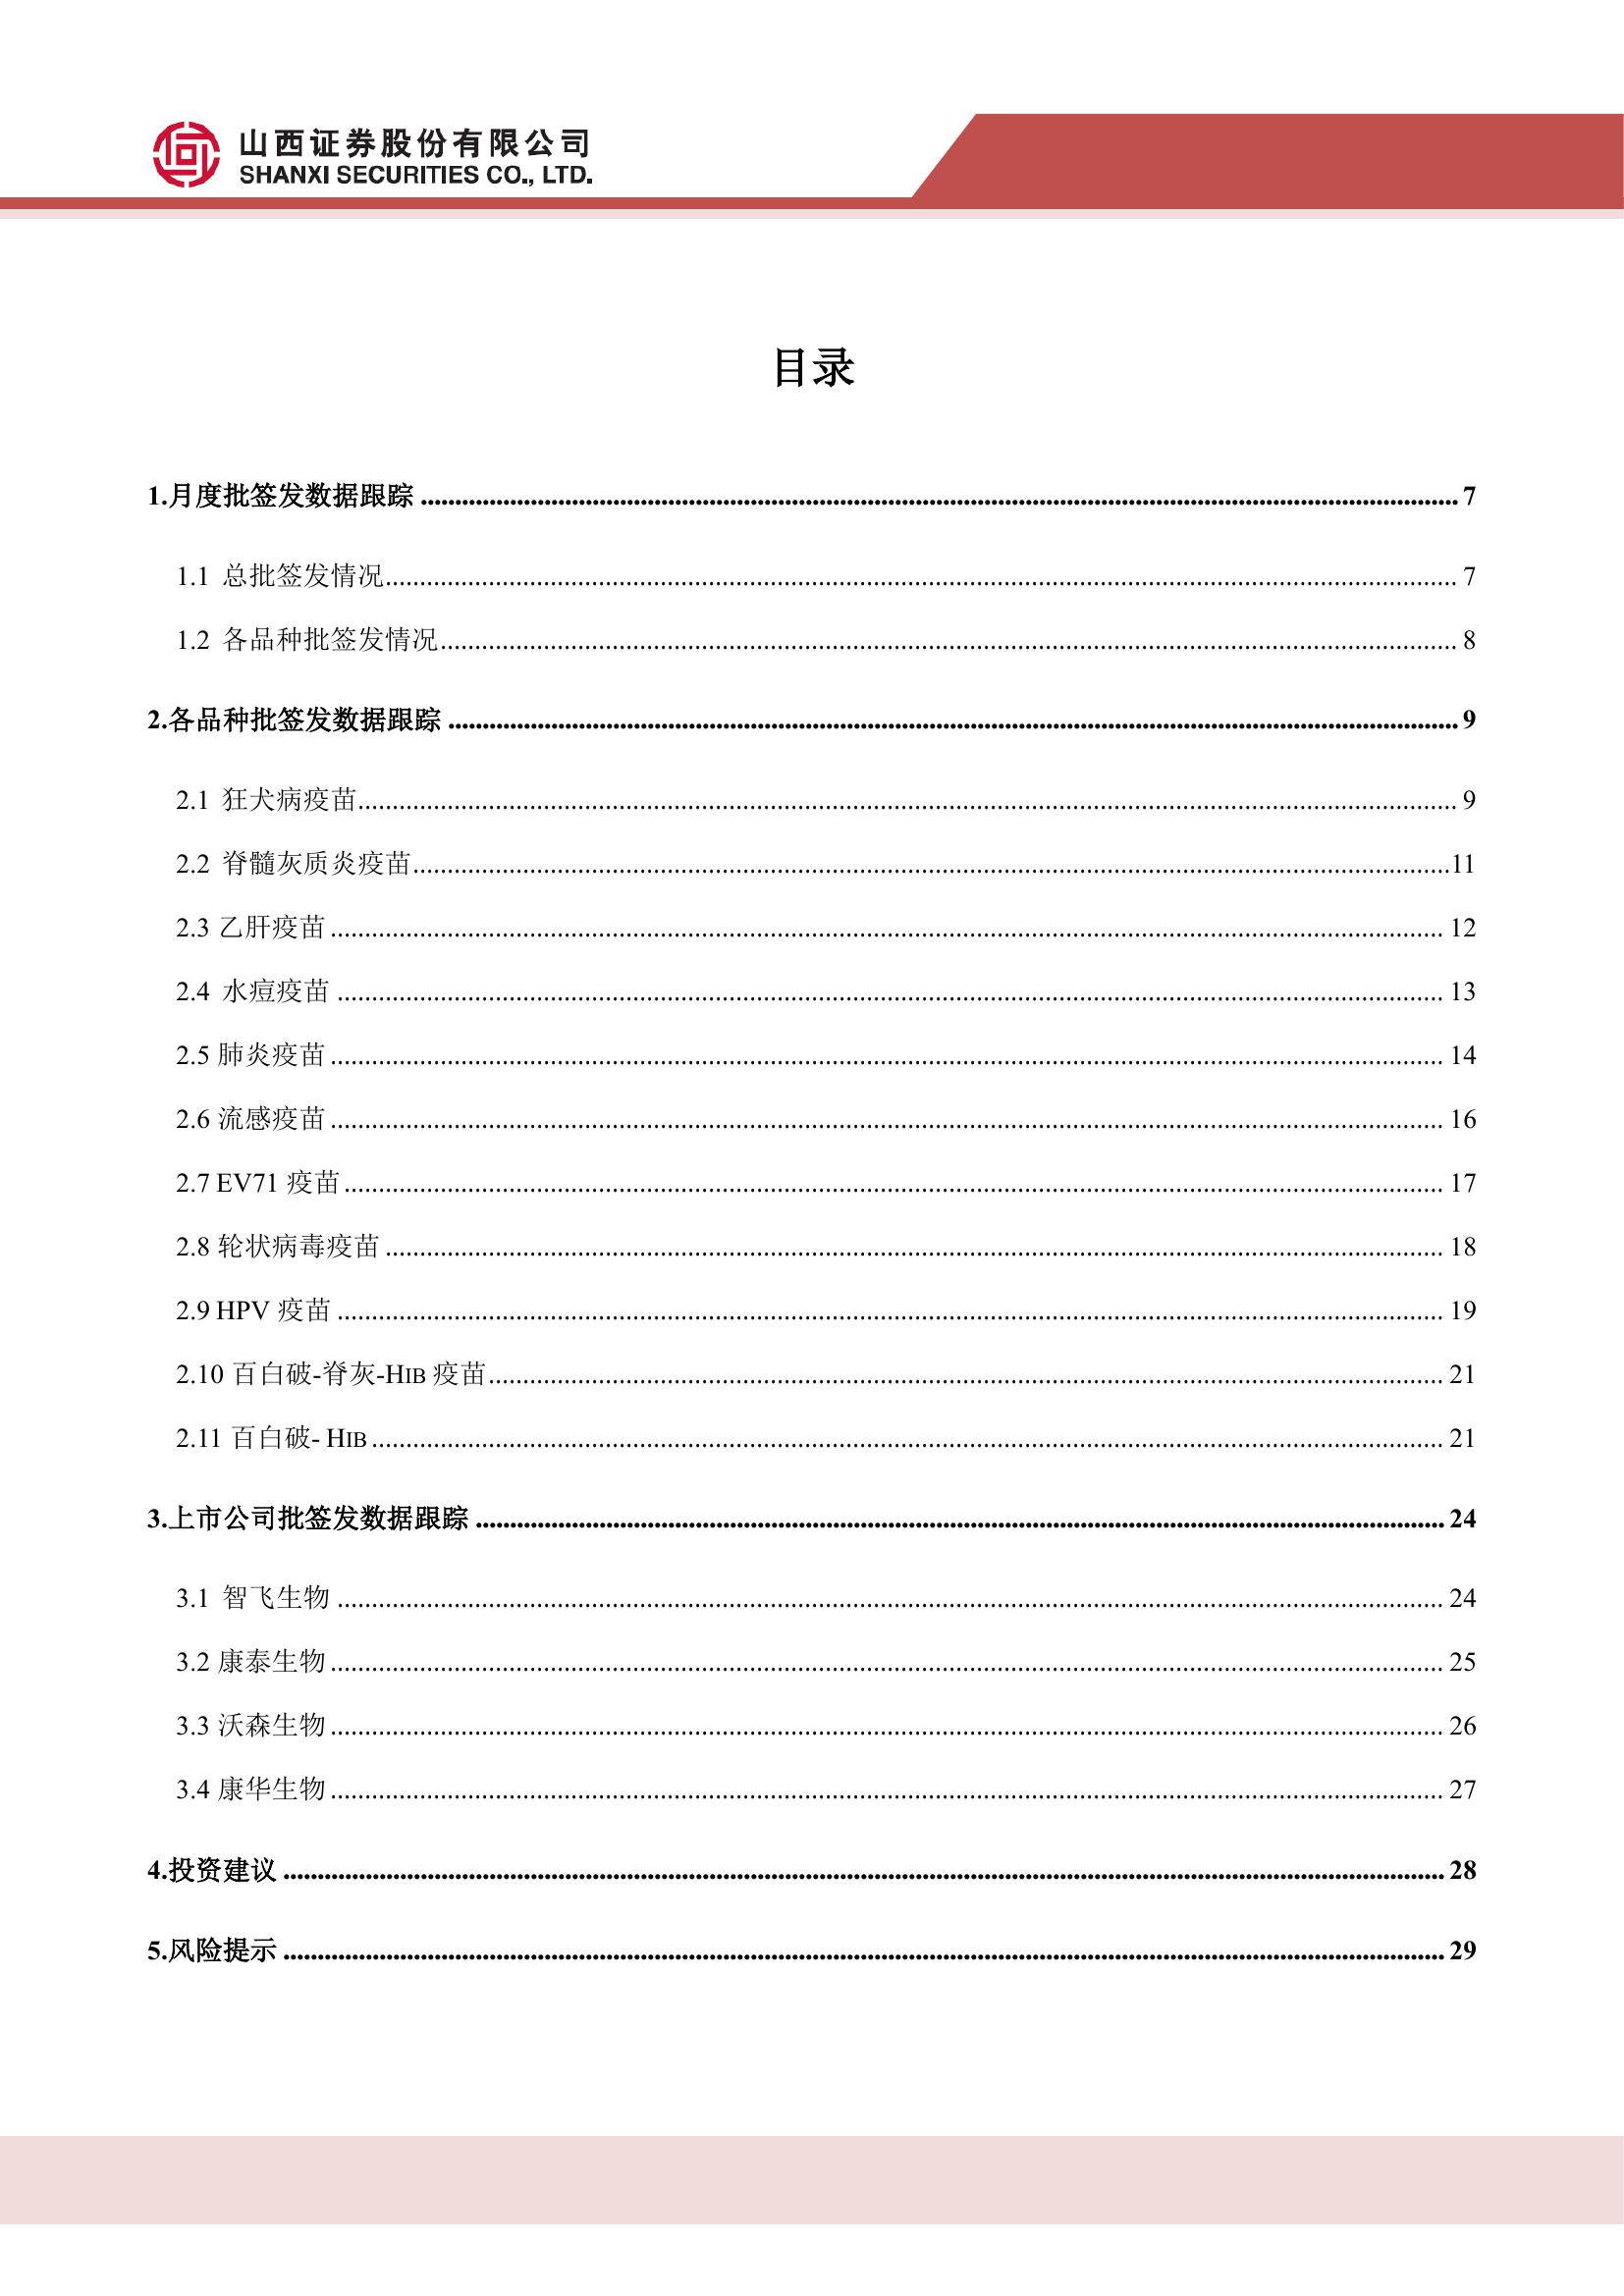 山西证券股份有限公司
SHANXI SECURITIES CO., LTD.
目录
1.月度批签发数据跟踪 7
1.1 总批签发情况 7
1.2 各品种批签发情况 8
2.各品种批签发数据跟踪 9
2.1 狂犬病疫苗 9
2.2 脊髓灰质炎疫苗 11
2.3 乙肝疫苗 12
2.4 水痘疫苗 13
2.5 肺炎疫苗 14
2.6 流感疫苗 16
2.7 EV71 疫苗 17
2.8 轮状病毒疫苗 18
2.9 HPV 疫苗 19
2.10 百白破-脊灰-HIB 疫苗 21
2.11 百白破- HIB 21
3.上市公司批签发数据跟踪 24
3.1 智飞生物 24
3.2 康泰生物 25
3.3 沃森生物 26
3.4 康华生物 27
4.投资建议 28
5.风险提示 29